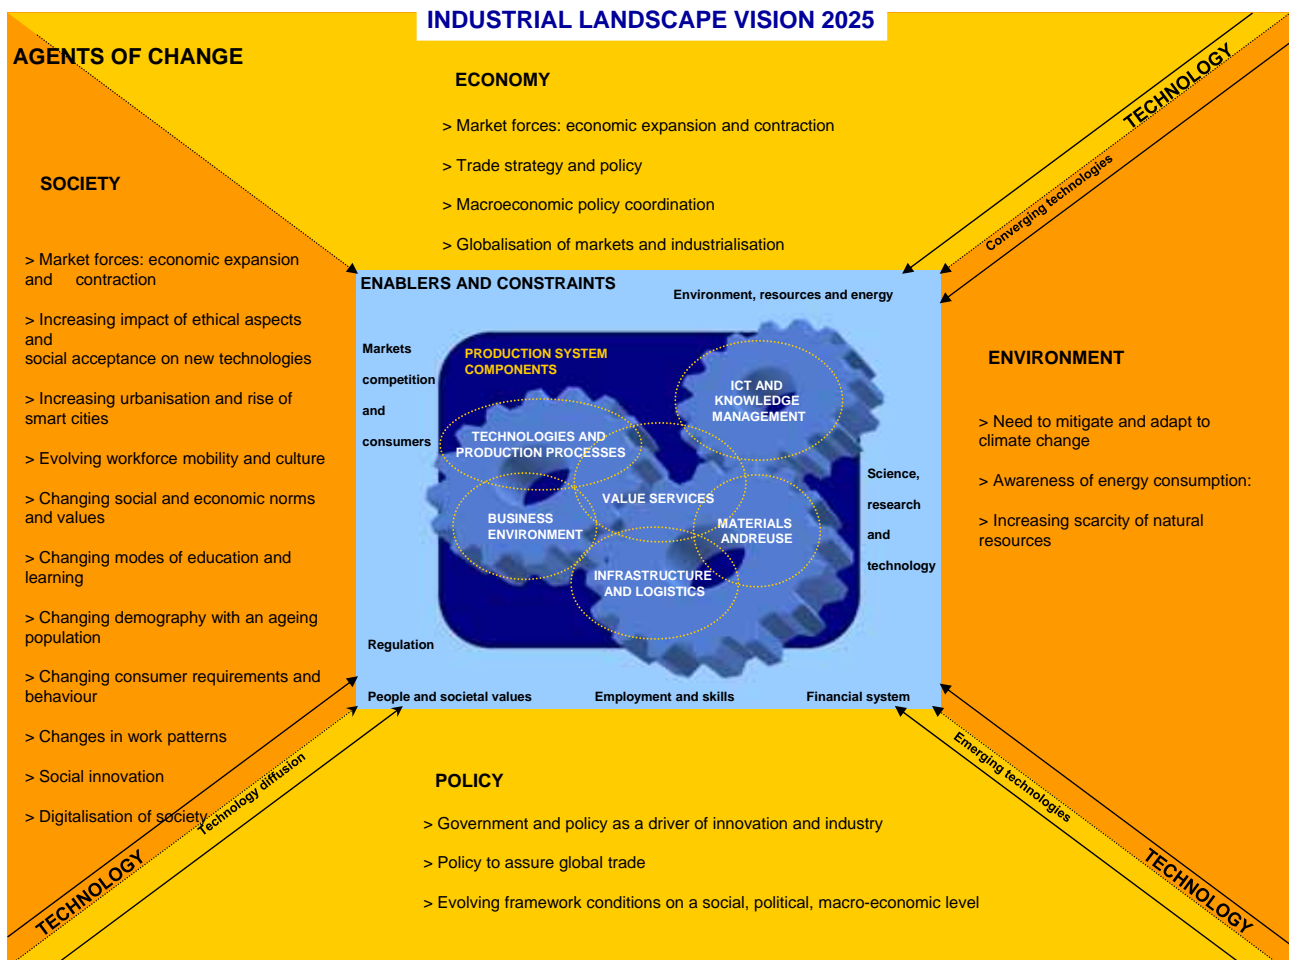 INDUSTRIAL LANDSCAPE VISION 2025
AGENTS OF CHANGE
ECONOMY
> Market forces: economic expansion and contraction
> Trade strategy and policy
> Macroeconomic policy coordination
> Globalisation of markets and industrialisation
TECHNOLOGY
Converging technologies
SOCIETY
> Market forces: economic expansion
and contraction
> Increasing impact of ethical aspects
and
social acceptance on new technologies
> Increasing urbanisation and rise of
smart cities
> Evolving workforce mobility and culture
> Changing social and economic norms
and values
> Changing modes of education and
learning
> Changing demography with an ageing
population
> Changing consumer requirements and
behaviour
> Changes in work patterns
> Social innovation
> Digitalisation of society
ENABLERS AND CONSTRAINTS
Environment, resources and energy
Markets
competition
and
consumers
PRODUCTION SYSTEM
COMPONENTS
ICT AND
KNOWLEDGE
MANAGEMENT
TECHNOLOGIES AND
PRODUCTION PROCESSES
VALUE SERVICES
BUSINESS
ENVIRONMENT
MATERIALS
ANDREUSE
INFRASTRUCTURE
AND LOGISTICS
Science,
research
and
technology
Regulation
People and societal values
Employment and skills
Financial system
ENVIRONMENT
> Need to mitigate and adapt to
climate change
> Awareness of energy consumption:
> Increasing scarcity of natural
resources
Technology diffusion
TECHNOLOGY
POLICY
> Government and policy as a driver of innovation and industry
> Policy to assure global trade
> Evolving framework conditions on a social, political, macro-economic level
Emerging technologies
TECHNOLOGY